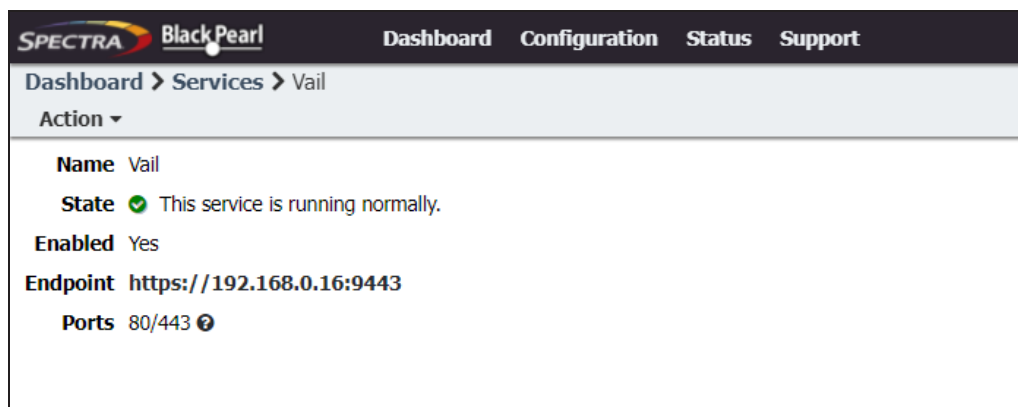 SPECTRA BlackPearl Dashboard Configuration Status Support
Dashboard > Services > Vail
Action
Name Vail
State This service is running normally.
Enabled Yes
Endpoint https://192.168.0.16:9443
Ports 80/443